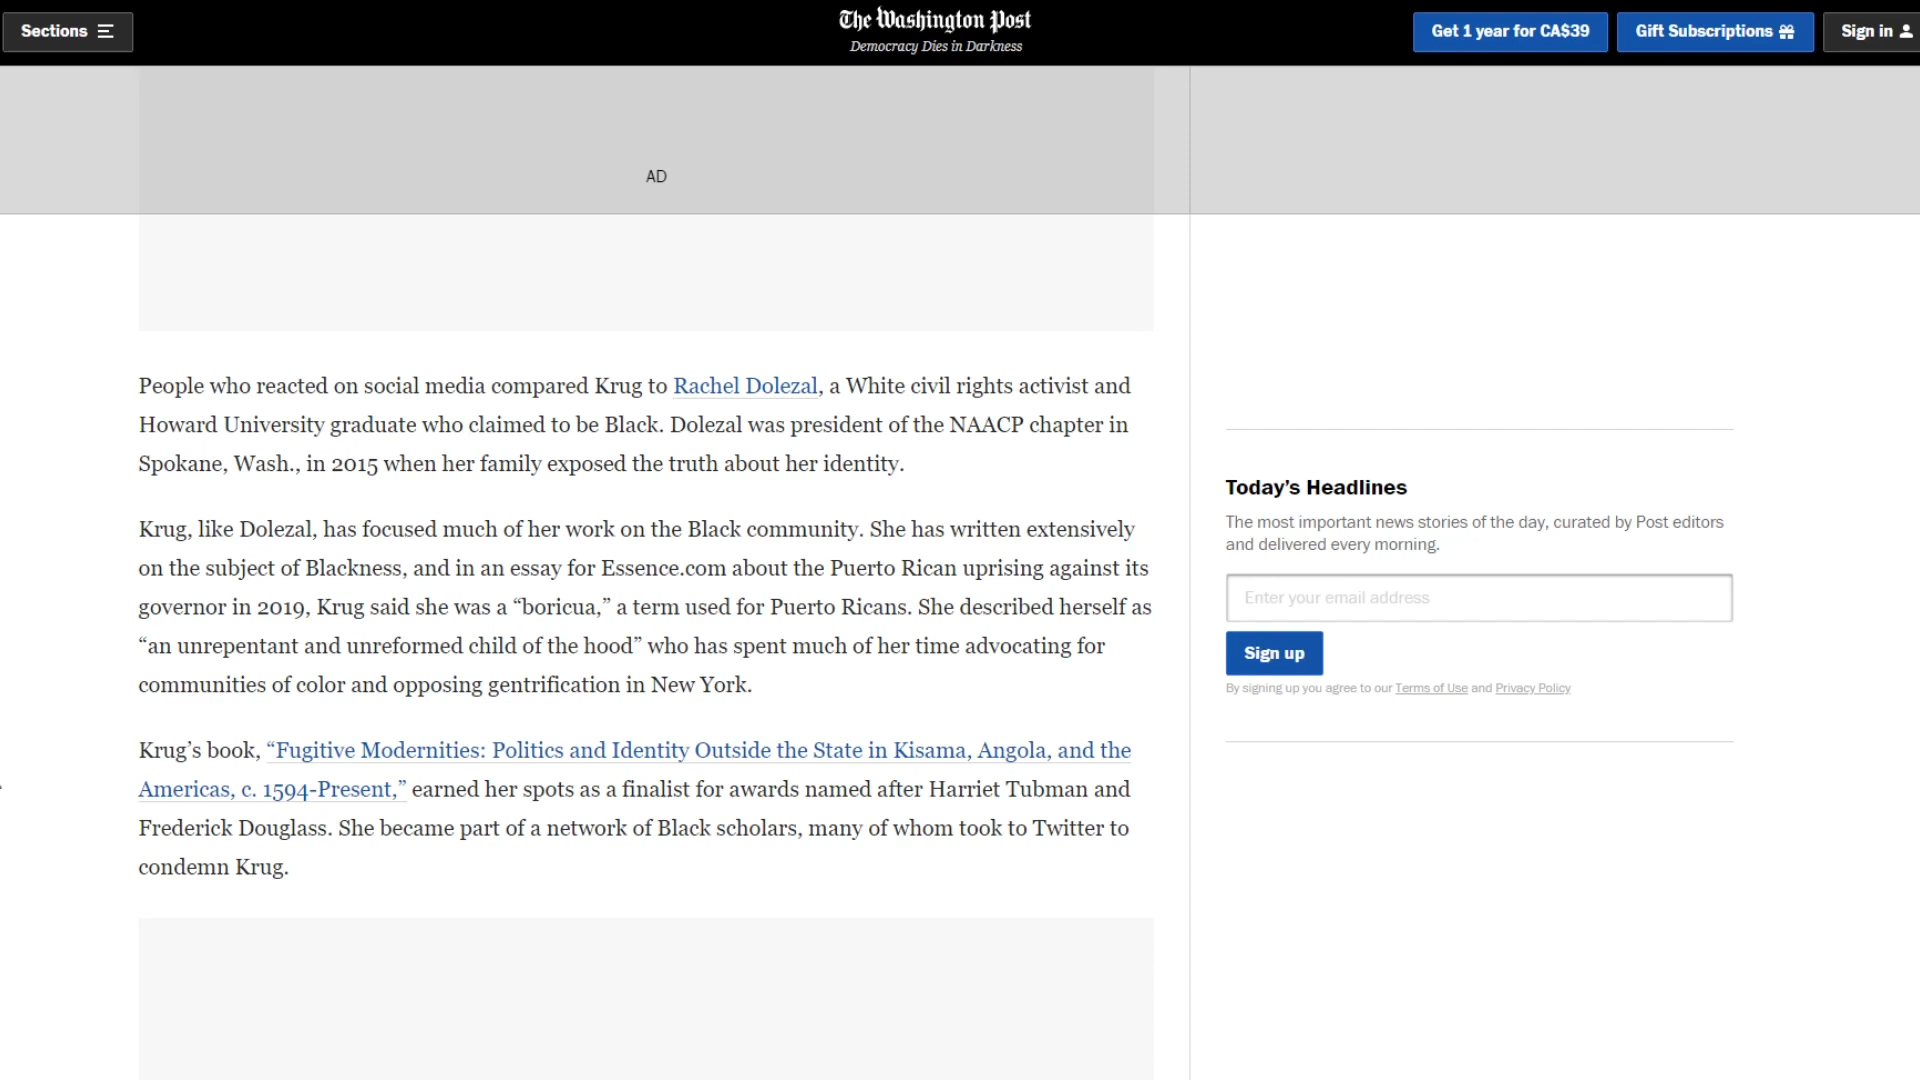 Sections
The Washington Post
Democracy Dies in Darkness
Get 1 year for CA$39
Gift Subscriptions
Sign in
AD
People who reacted on social media compared Krug to Rachel Dolezal, a White civil rights activist and
Howard University graduate who claimed to be Black. Dolezal was president of the NAACP chapter in
Spokane, Wash., in 2015 when her family exposed the truth about her identity.
Krug, like Dolezal, has focused much of her work on the Black community. She has written extensively
on the subject of Blackness, and in an essay for Essence.com about the Puerto Rican uprising against its
governor in 2019, Krug said she was a “boricua,” a term used for Puerto Ricans. She described herself as
“an unrepentant and unreformed child of the hood” who has spent much of her time advocating for
communities of color and opposing gentrification in New York.
Krug’s book, “Fugitive Modernities: Politics and Identity Outside the State in Kisama, Angola, and the
Americas, c. 1594-Present,” earned her spots as a finalist for awards named after Harriet Tubman and
Frederick Douglass. She became part of a network of Black scholars, many of whom took to Twitter to
condemn Krug.
Today’s Headlines
The most important news stories of the day, curated by Post editors
and delivered every morning.
Enter your email address
Sign up
By signing up you agree to our Terms of Use and Privacy Policy